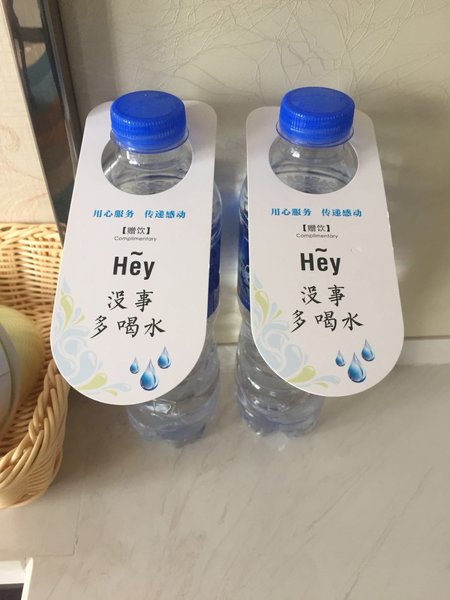 用心服务 传递感动
【赠饮】
Complimentary
Hẽy
没事
多喝水
用心服务 传递感动
【赠饮】
Complimentary
Hẽy
没事
多喝水